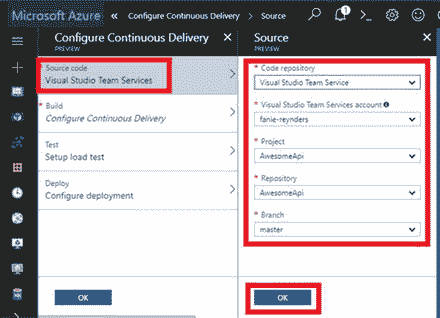 Microsoft Azure
Configure Continuous Delivery > Source
1
Configure Continuous Delivery
PREVIEW
Source code
Visual Studio Team Services
* Build
Configure Continuous Delivery
Test
Setup load test
Deploy
Configure deployment
OK
Source
PREVIEW
* Code repository
Visual Studio Team Service
* Visual Studio Team Services account
fanie-reynders
* Project
AwesomeApi
* Repository
AwesomeApi
* Branch
master
OK